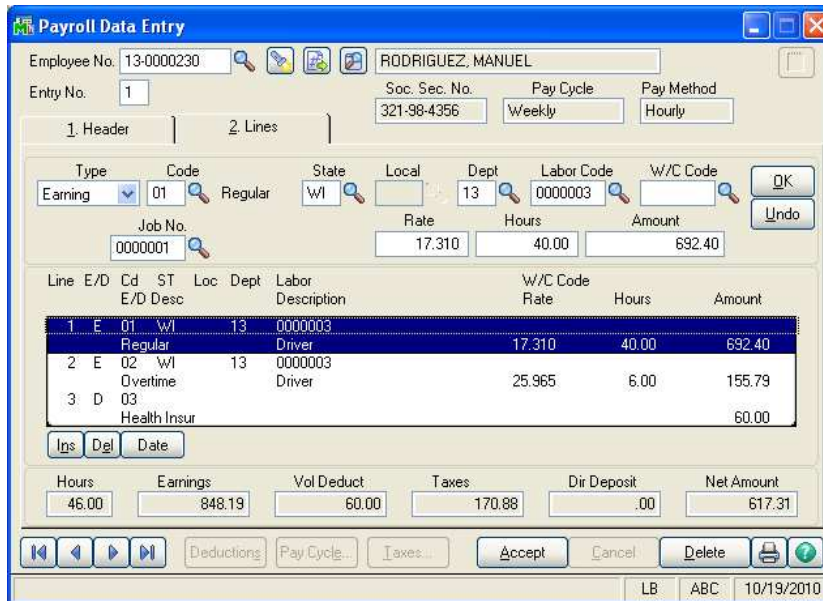 Payroll Data Entry
Employee No. 13-0000230 RODRIGUEZ, MANUEL
Entry No. 1 Soc. Sec. No. Pay Cycle Pay Method
321-98-4356 Weekly Hourly
1. Header 2. Lines
Type Code State Local Dept Labor Code W/C Code
Earning 01 Regular WI 13 0000003 OK
Job No. Rate Hours Amount Undo
0000001 17.310 40.00 692.40
Line E/D Cd ST Loc Dept Labor W/C Code
E/D Desc Description Rate Hours Amount
1 E 01 WI 13 0000003
Regular Driver 17.310 40.00 692.40
2 E 02 WI 13 0000003
Overtime Driver 25.965 6.00 155.79
3 D 03
Health Insur 60.00
Ins Del Date
Hours Earnings Vol Deduct Taxes Dir Deposit Net Amount
46.00 848.19 60.00 170.88 .00 617.31
Deductions Pay Cycle... Taxes... Accept Cancel Delete
LB ABC 10/19/2010